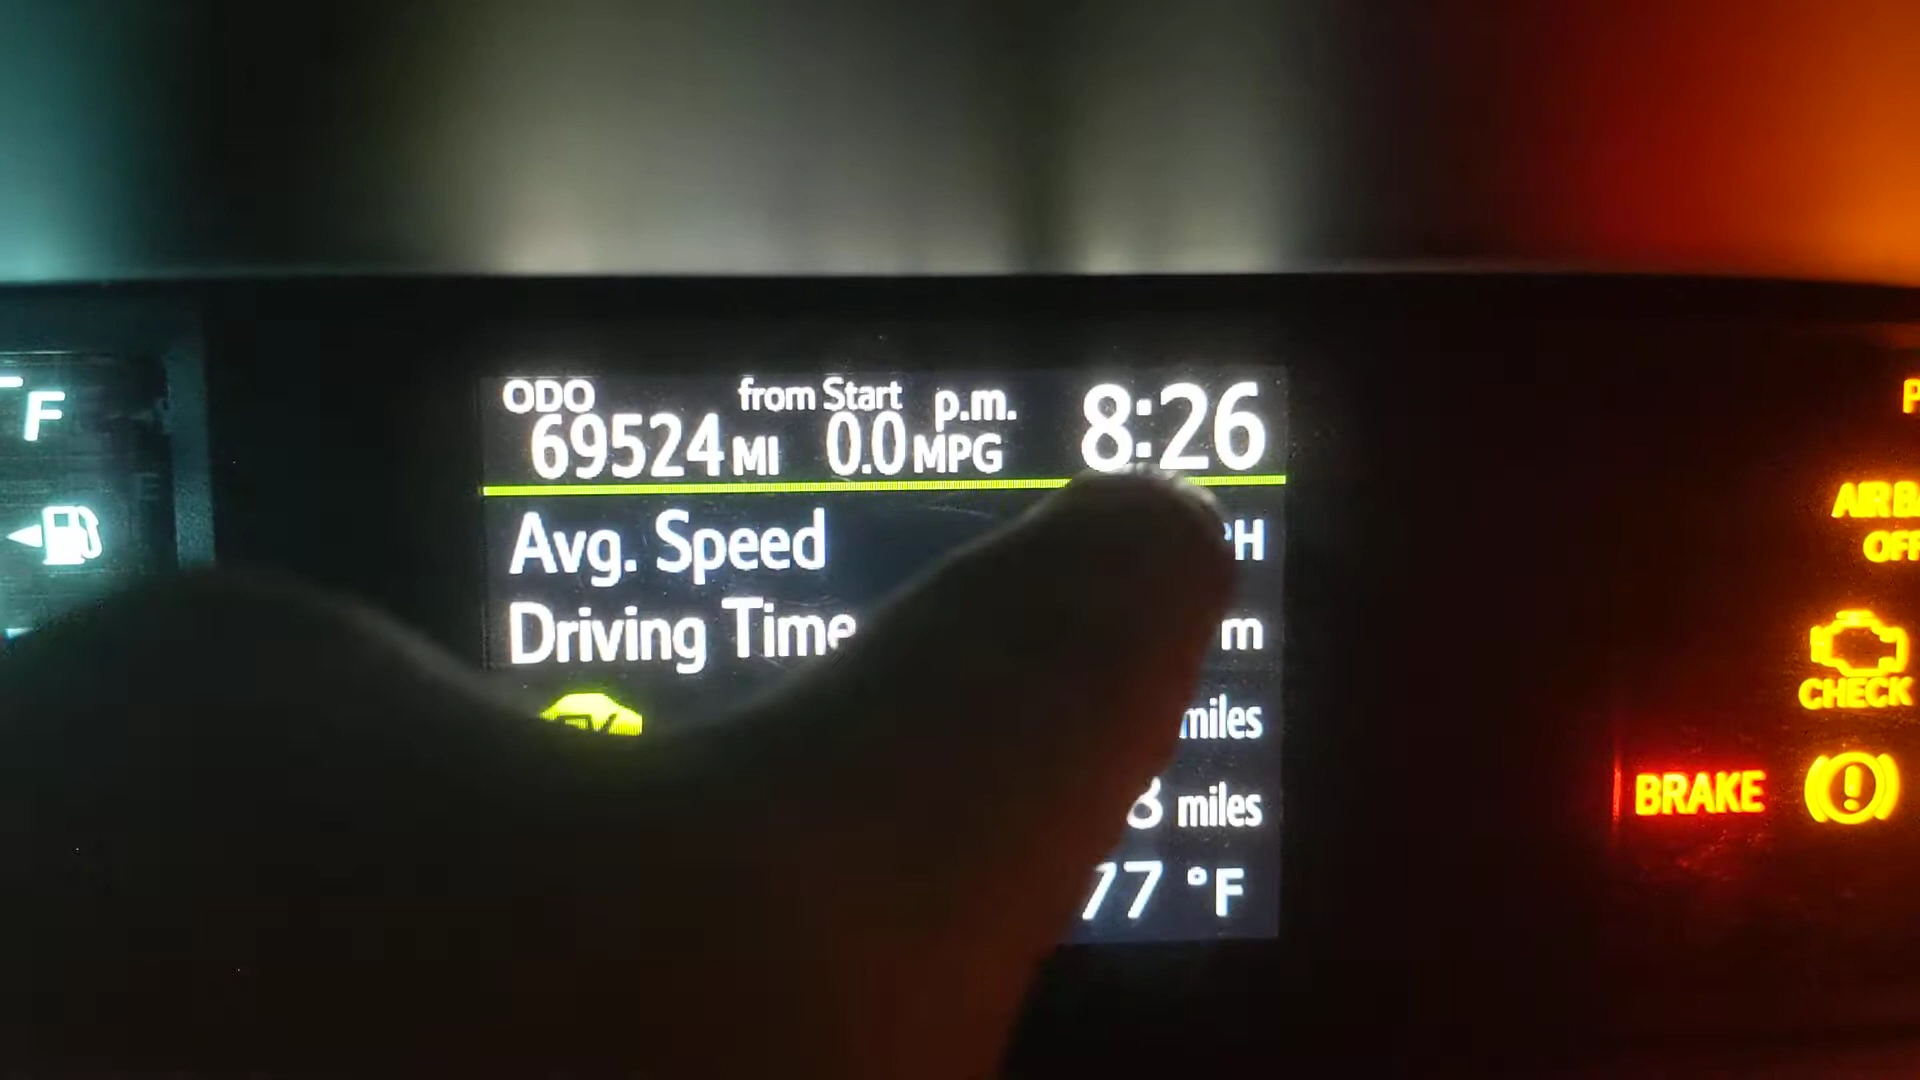 ODO from Start p.m. 8:26
69524 MI 0.0 MPG
Avg. Speed
Driving Time m
miles
miles
77 °F
F
AIR
OFF
CHECK
BRAKE